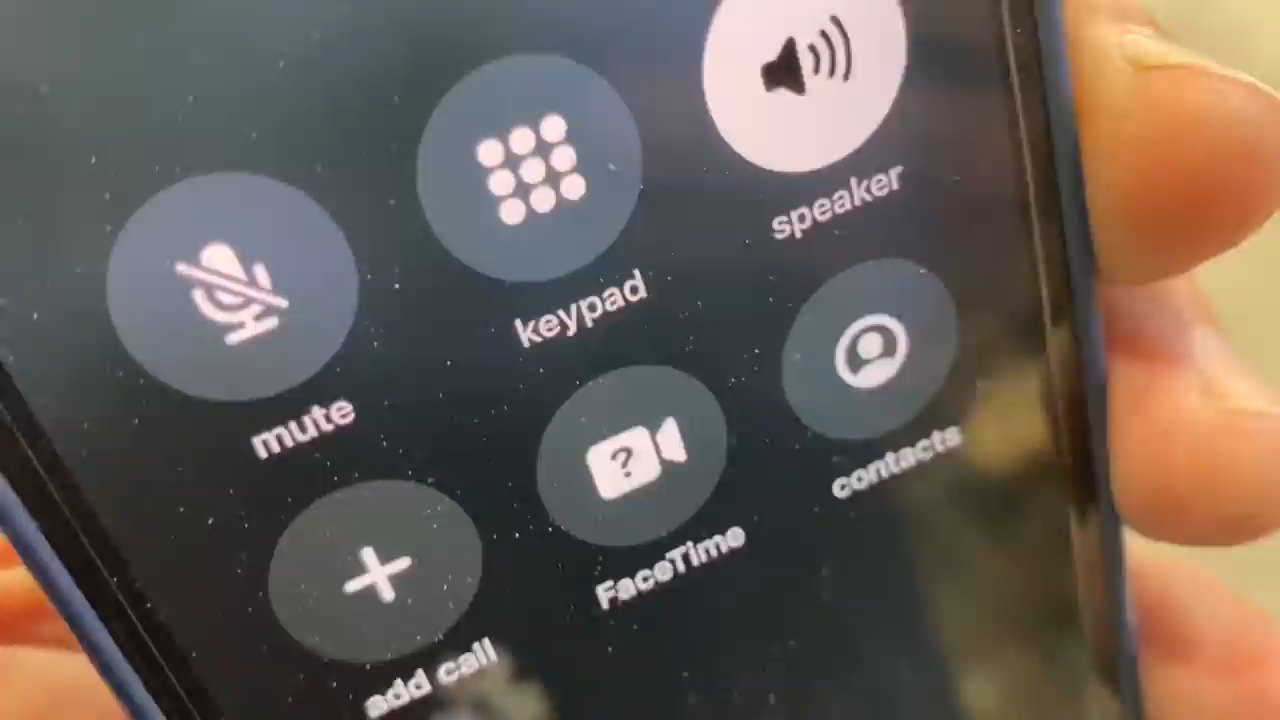 mute
keypad
speaker
add call
FaceTime
contacts